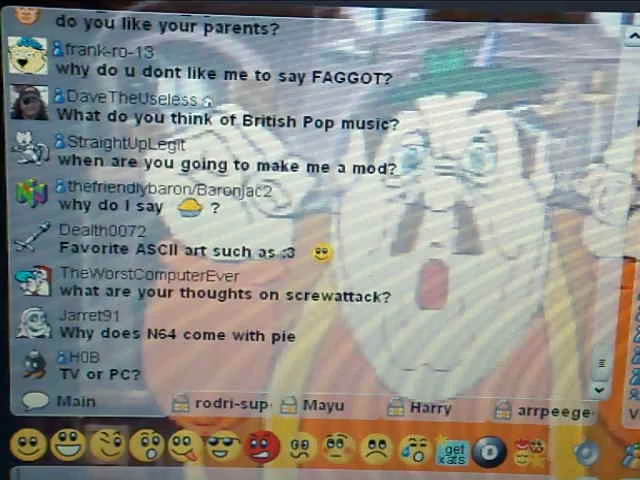 do you like your parents?
frank-ro-13
why do u dont like me to say FAGGOT?
DaveTheUseless
What do you think of British Pop music?
StraightUpLegit
when are you going to make me a mod?
thefriendlybaron/Baronjac2
why do I say ?
Dealth0072
Favorite ASCII art such as :3
TheWorstComputerEver
what are your thoughts on screwattack?
Jarret91
Why does N64 come with pie
H0B
TV or PC?
Main rodri-sup Mayu Harry arrpeege
get kats
V